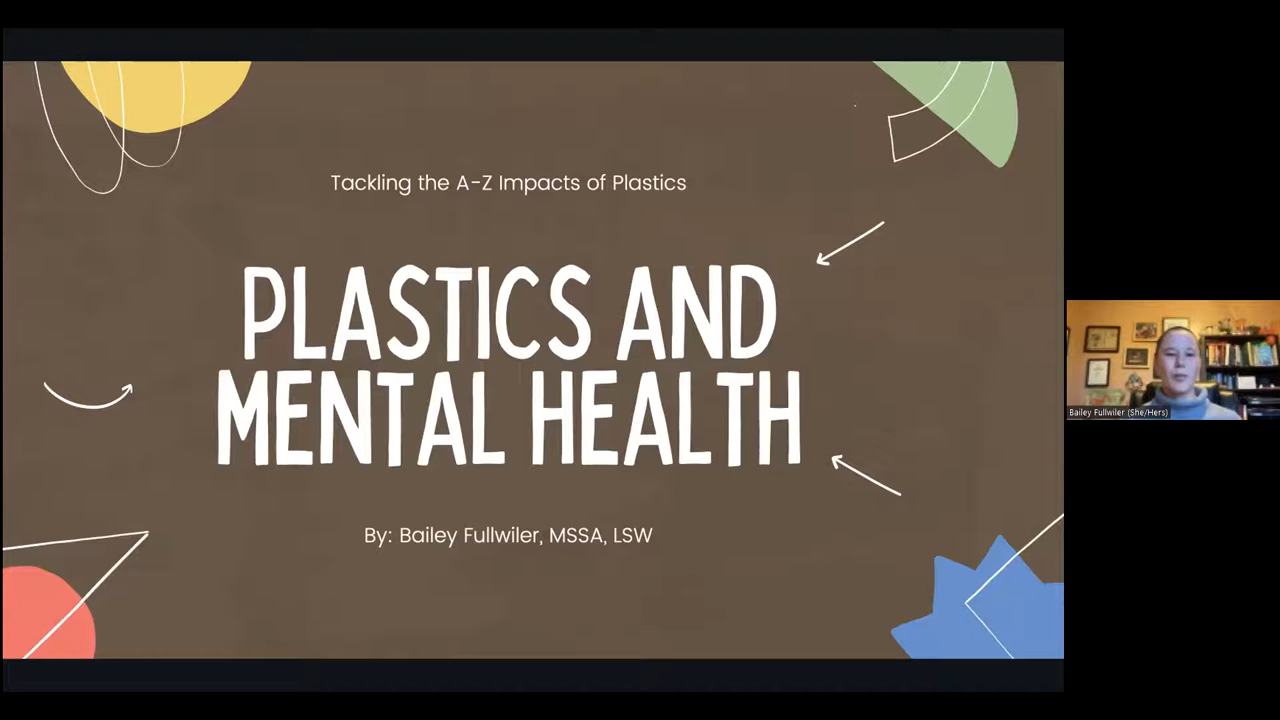 Tackling the A-Z Impacts of Plastics
PLASTICS AND
MENTAL HEALTH
By: Bailey Fullwiler, MSSA, LSW
Bailey Fullwiler (She/Hers)